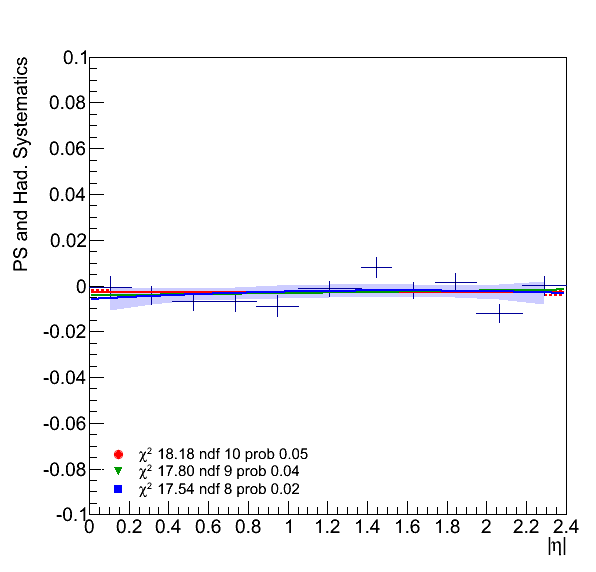 PS and Had. Systematics
0.1
0.08
0.06
0.04
0.02
0
-0.02
-0.04
-0.06
-0.08
-0.1
χ² 18.18 ndf 10 prob 0.05
χ² 17.80 ndf 9 prob 0.04
χ² 17.54 ndf 8 prob 0.02
0 0.2 0.4 0.6 0.8 1 1.2 1.4 1.6 1.8 2 2.2 2.4
|η|